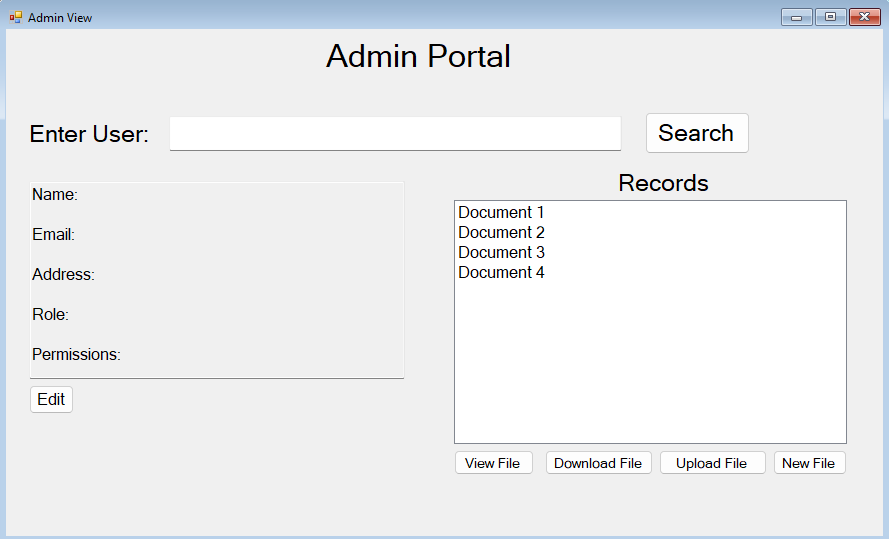 Admin View
Admin Portal
Enter User:
Search
Name:
Email:
Address:
Role:
Permissions:
Edit
Records
Document 1
Document 2
Document 3
Document 4
View File
Download File
Upload File
New File